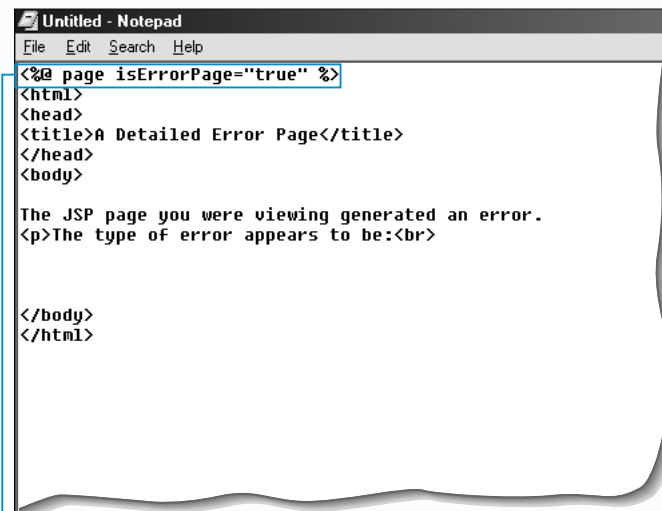 Untitled - Notepad
File Edit Search Help
<%@ page isErrorPage="true" %>
<html>
<head>
<title>A Detailed Error Page</title>
</head>
<body>
The JSP page you were viewing generated an error.
<p>The type of error appears to be:<br>
</body>
</html>